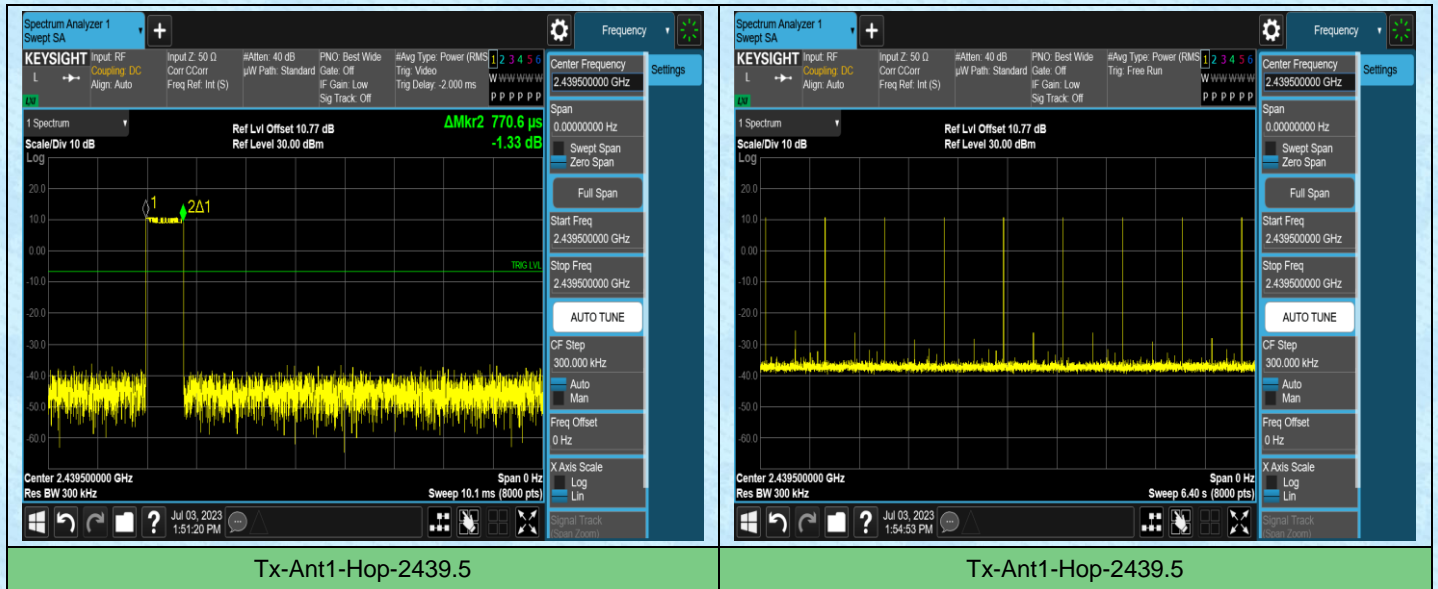 Spectrum Analyzer 1
Swept SA
+
Frequency
KEYSIGHT Input: RF
Coupling: DC
Align: Auto
L
LXI
Input Z: 50 Ω
Corr CCorr
Freq Ref: Int (S)
#Atten: 40 dB
µW Path: Standard
PNO: Best Wide
Gate: Off
IF Gain: Low
Sig Track: Off
#Avg Type: Power (RMS
Trig: Video
Trig Delay: -2.000 ms
1 2 3 4 5 6
W W W W W W
P P P P P P
Center Frequency
2.439500000 GHz
Settings
Span
0.00000000 Hz
Swept Span
Zero Span
Full Span
Start Freq
2.439500000 GHz
Stop Freq
2.439500000 GHz
AUTO TUNE
CF Step
300.000 kHz
Auto
Man
Freq Offset
0 Hz
X Axis Scale
Log
Lin
Signal Track
(Span Zoom)
1 Spectrum
Scale/Div 10 dB
Log
Ref Lvl Offset 10.77 dB
Ref Level 30.00 dBm
ΔMkr2 770.6 µs
-1.33 dB
20.0
10.0
0.00
-10.0
-20.0
-30.0
-40.0
-50.0
-60.0
1
2Δ1
TRIG LVL
Center 2.439500000 GHz
Res BW 300 kHz
Span 0 Hz
Sweep 10.1 ms (8000 pts)
?
Jul 03, 2023
1:51:20 PM
Tx-Ant1-Hop-2439.5
Spectrum Analyzer 1
Swept SA
+
Frequency
KEYSIGHT Input: RF
Coupling: DC
Align: Auto
L
LXI
Input Z: 50 Ω
Corr CCorr
Freq Ref: Int (S)
#Atten: 40 dB
µW Path: Standard
PNO: Best Wide
Gate: Off
IF Gain: Low
Sig Track: Off
#Avg Type: Power (RMS
Trig: Free Run
1 2 3 4 5 6
W W W W W W
P P P P P P
Center Frequency
2.439500000 GHz
Settings
Span
0.00000000 Hz
Swept Span
Zero Span
Full Span
Start Freq
2.439500000 GHz
Stop Freq
2.439500000 GHz
AUTO TUNE
CF Step
300.000 kHz
Auto
Man
Freq Offset
0 Hz
X Axis Scale
Log
Lin
Signal Track
(Span Zoom)
1 Spectrum
Scale/Div 10 dB
Log
Ref Lvl Offset 10.77 dB
Ref Level 30.00 dBm
20.0
10.0
0.00
-10.0
-20.0
-30.0
-40.0
-50.0
-60.0
Center 2.439500000 GHz
Res BW 300 kHz
Span 0 Hz
Sweep 6.40 s (8000 pts)
?
Jul 03, 2023
1:54:53 PM
Tx-Ant1-Hop-2439.5